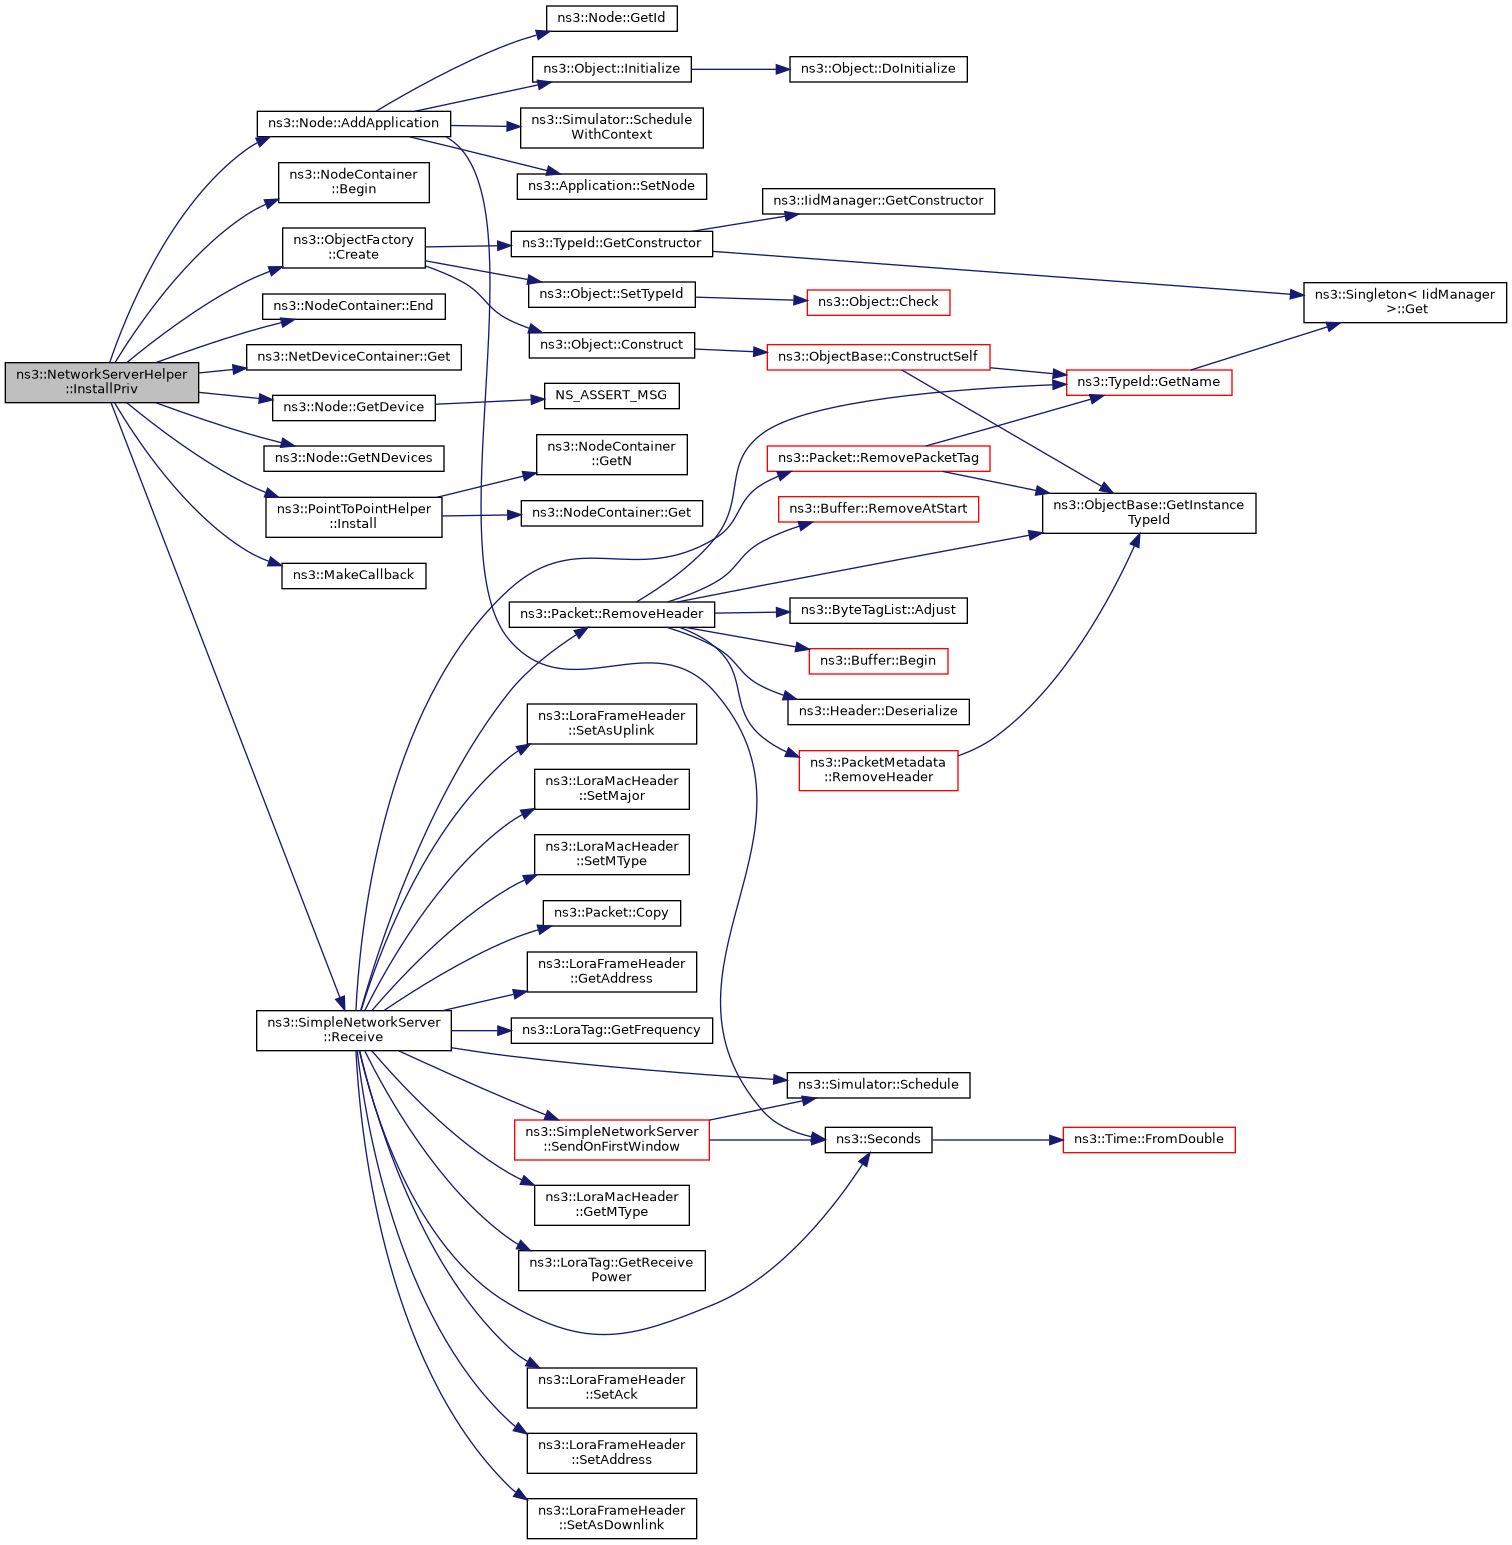 ns3::Node::GetId
ns3::Object::Initialize
ns3::Object::DoInitialize
ns3::Node::AddApplication
ns3::Simulator::Schedule
WithContext
ns3::Application::SetNode
ns3::NodeContainer
::Begin
ns3::IidManager::GetConstructor
ns3::ObjectFactory
::Create
ns3::TypeId::GetConstructor
ns3::Object::SetTypeId
ns3::Object::Check
ns3::Singleton< IidManager
>::Get
ns3::NodeContainer::End
ns3::Object::Construct
ns3::NetDeviceContainer::Get
ns3::ObjectBase::ConstructSelf
ns3::NetworkServerHelper
::InstallPriv
ns3::TypeId::GetName
ns3::Node::GetDevice
NS_ASSERT_MSG
ns3::Node::GetNDevices
ns3::NodeContainer
::GetN
ns3::Packet::RemovePacketTag
ns3::PointToPointHelper
::Install
ns3::NodeContainer::Get
ns3::Buffer::RemoveAtStart
ns3::ObjectBase::GetInstance
TypeId
ns3::MakeCallback
ns3::Packet::RemoveHeader
ns3::ByteTagList::Adjust
ns3::Buffer::Begin
ns3::Header::Deserialize
ns3::LoraFrameHeader
::SetAsUplink
ns3::PacketMetadata
::RemoveHeader
ns3::LoraMacHeader
::SetMajor
ns3::LoraMacHeader
::SetMType
ns3::Packet::Copy
ns3::LoraFrameHeader
::GetAddress
ns3::SimpleNetworkServer
::Receive
ns3::LoraTag::GetFrequency
ns3::Simulator::Schedule
ns3::SimpleNetworkServer
::SendOnFirstWindow
ns3::Seconds
ns3::Time::FromDouble
ns3::LoraMacHeader
::GetMType
ns3::LoraTag::GetReceive
Power
ns3::LoraFrameHeader
::SetAck
ns3::LoraFrameHeader
::SetAddress
ns3::LoraFrameHeader
::SetAsDownlink